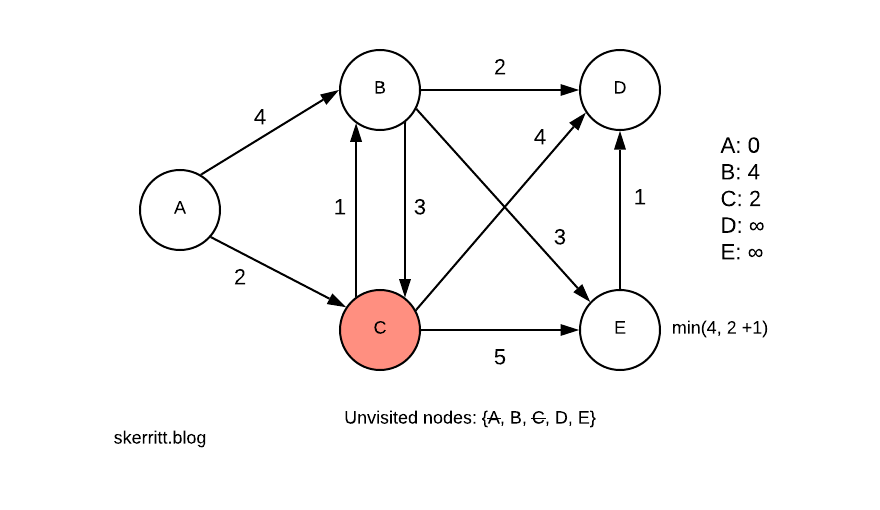 2
B
D
4
4
A: 0
B: 4
C: 2
D: ∞
E: ∞
A
1
3
1
3
2
C
E
min(4, 2 +1)
5
Unvisited nodes: {A, B, C, D, E}
skerritt.blog